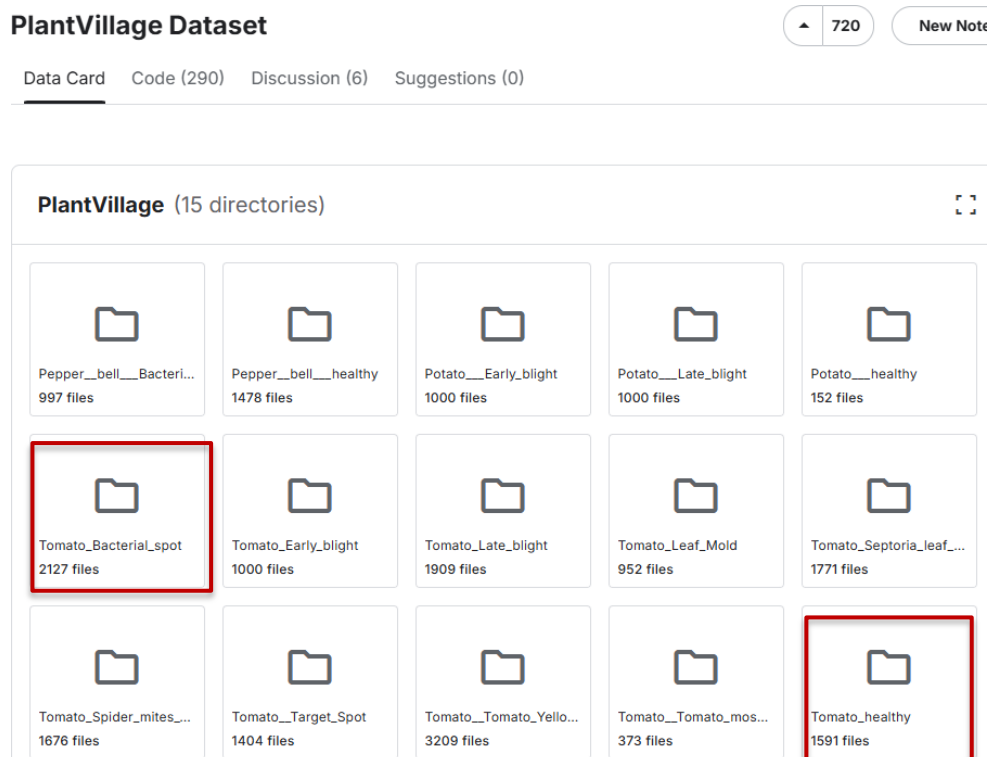 PlantVillage Dataset
720
New Note
Data Card Code (290) Discussion (6) Suggestions (0)
PlantVillage (15 directories)
Pepper__bell___Bacteri... Pepper__bell___healthy Potato___Early_blight Potato___Late_blight Potato___healthy
997 files 1478 files 1000 files 1000 files 152 files
Tomato_Bacterial_spot Tomato_Early_blight Tomato_Late_blight Tomato_Leaf_Mold Tomato_Septoria_leaf_...
2127 files 1000 files 1909 files 952 files 1771 files
Tomato_Spider_mites_... Tomato__Target_Spot Tomato__Tomato_Yello... Tomato__Tomato_mos... Tomato_healthy
1676 files 1404 files 3209 files 373 files 1591 files